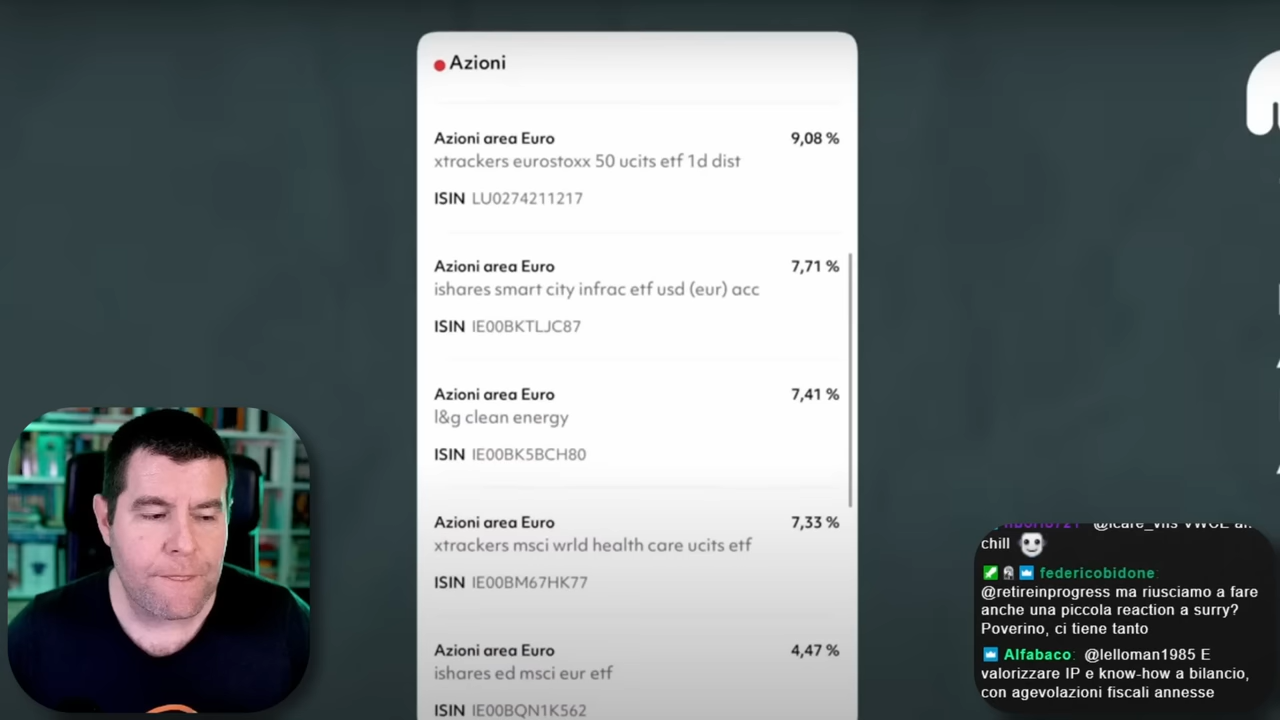 Azioni
Azioni area Euro 9,08 %
xtrackers eurostoxx 50 ucits etf 1d dist
ISIN LU0274211217
Azioni area Euro 7,71 %
ishares smart city infrac etf usd (eur) acc
ISIN IE00BKTLJC87
Azioni area Euro 7,41 %
l&g clean energy
ISIN IE00BK5BCH80
Azioni area Euro 7,33 %
xtrackers msci wrld health care ucits etf
ISIN IE00BM67HK77
Azioni area Euro 4,47 %
ishares ed msci eur etf
ISIN IE00BQN1K562
chill
federicobidone:
@retireinprogress ma riusciamo a fare
anche una piccola reaction a surry?
Poverino, ci tiene tanto
Alfabaco: @lelloman1985 E
valorizzare IP e know-how a bilancio,
con agevolazioni fiscali annesse